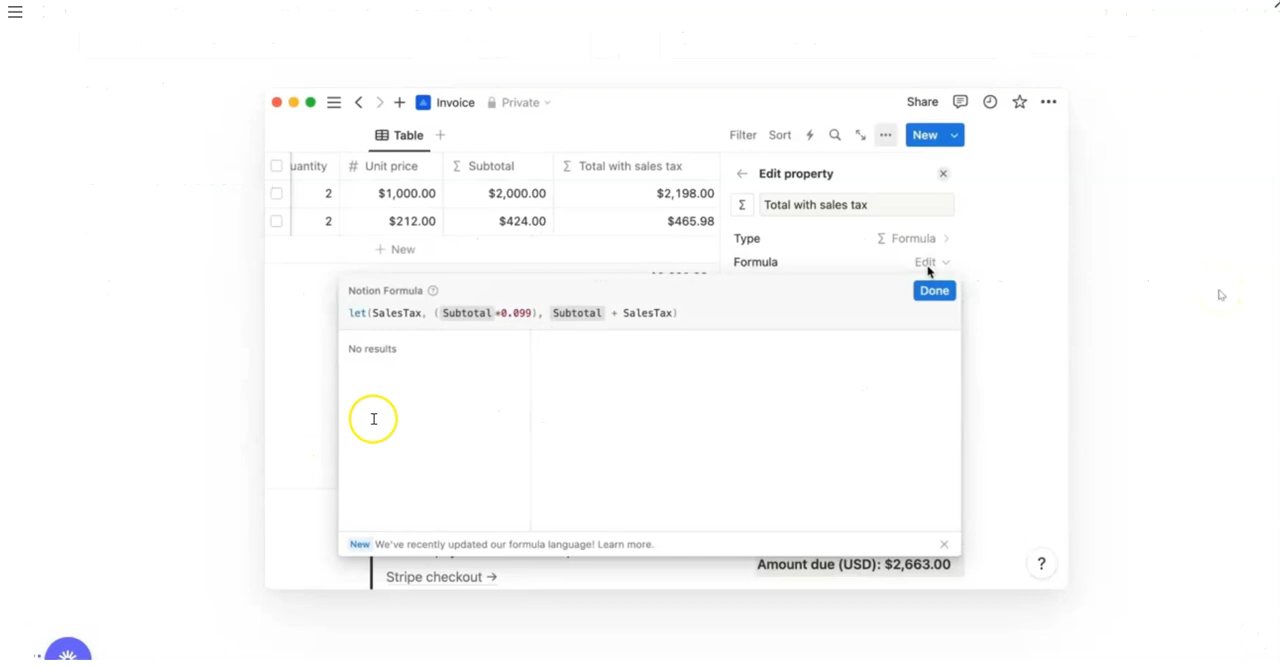 Invoice Private
Share
Table
Filter Sort New
uantity # Unit price Σ Subtotal Σ Total with sales tax
2 $1,000.00 $2,000.00 $2,198.00
2 $212.00 $424.00 $465.98
+ New
Edit property
Σ Total with sales tax
Type Σ Formula
Formula Edit
Notion Formula Done
let(SalesTax, (Subtotal*0.099), Subtotal + SalesTax)
No results
New We've recently updated our formula language! Learn more.
Amount due (USD): $2,663.00
Stripe checkout →
?